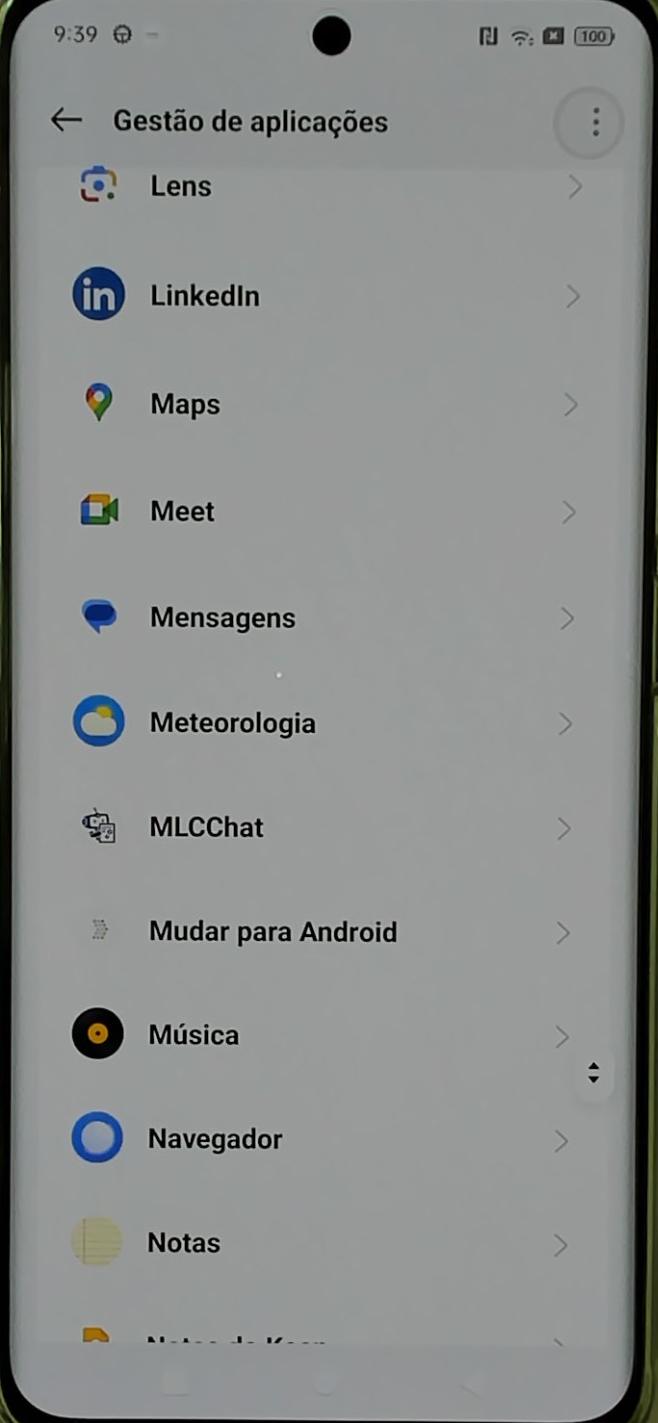 9:39
100
Gestão de aplicações
Lens
in LinkedIn
Maps
Meet
Mensagens
Meteorologia
MLCChat
Mudar para Android
Música
Navegador
Notas